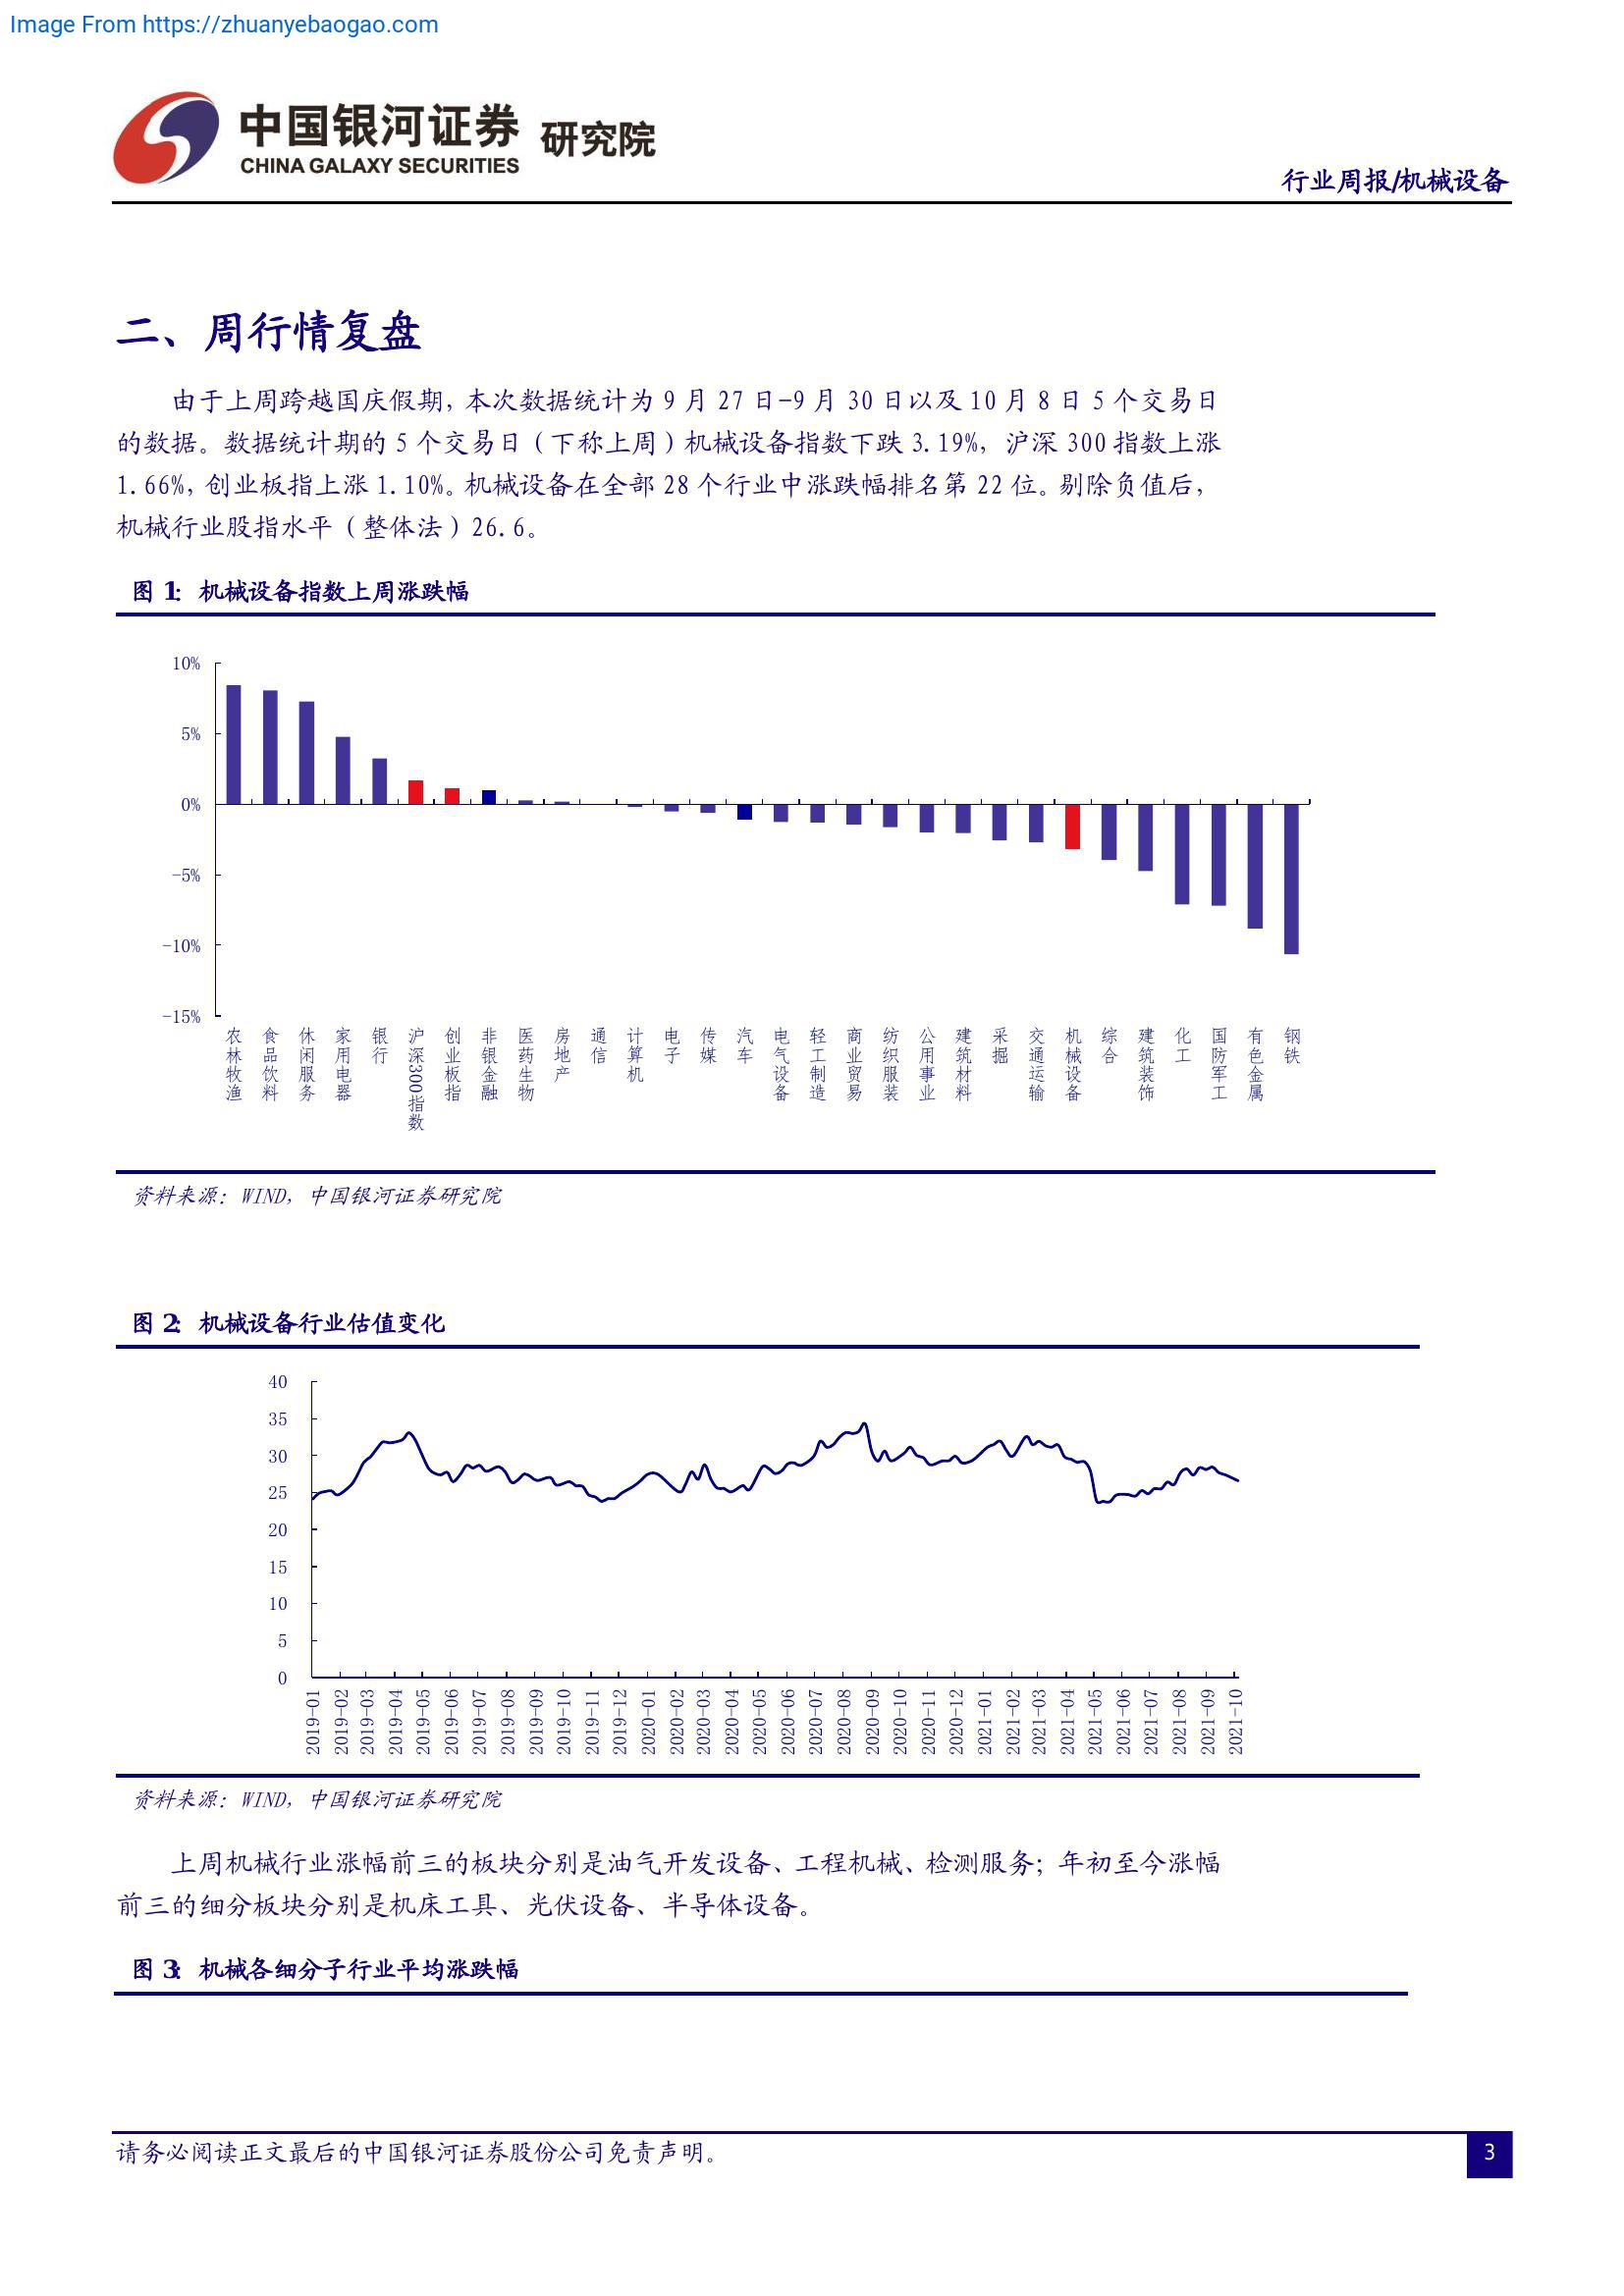 Image From https://zhuanyebaogao.com
中国银河证券 研究院
CHINA GALAXY SECURITIES
行业周报/机械设备
二、周行情复盘
由于上周跨越国庆假期, 本次数据统计为 9 月 27 日-9 月 30 日以及 10 月 8 日 5 个交易日
的数据。数据统计期的 5 个交易日（下称上周）机械设备指数下跌 3.19%, 沪深 300 指数上涨
1.66%, 创业板指上涨 1.10%。机械设备在全部 28 个行业中涨跌幅排名第 22 位。剔除负值后,
机械行业股指水平（整体法）26.6。
图 1: 机械设备指数上周涨跌幅
10%
5%
0%
-5%
-10%
-15%
农林牧渔
食品饮料
休闲服务
家用电器
银行
沪深300指数
创业板指
非银金融
医药生物
房地产
通信
计算机
电子
传媒
汽车
电气设备
轻工制造
商业贸易
纺织服装
公用事业
建筑材料
采掘
交通运输
机械设备
综合
建筑装饰
化工
国防军工
有色金属
钢铁
资料来源: WIND, 中国银河证券研究院
图 2: 机械设备行业估值变化
40
35
30
25
20
15
10
5
0
2019-01
2019-02
2019-03
2019-04
2019-05
2019-06
2019-07
2019-08
2019-09
2019-10
2019-11
2019-12
2020-01
2020-02
2020-03
2020-04
2020-05
2020-06
2020-07
2020-08
2020-09
2020-10
2020-11
2020-12
2021-01
2021-02
2021-03
2021-04
2021-05
2021-06
2021-07
2021-08
2021-09
2021-10
资料来源: WIND, 中国银河证券研究院
上周机械行业涨幅前三的板块分别是油气开发设备、工程机械、检测服务; 年初至今涨幅
前三的细分板块分别是机床工具、光伏设备、半导体设备。
图 3: 机械各细分子行业平均涨跌幅
请务必阅读正文最后的中国银河证券股份公司免责声明。
3